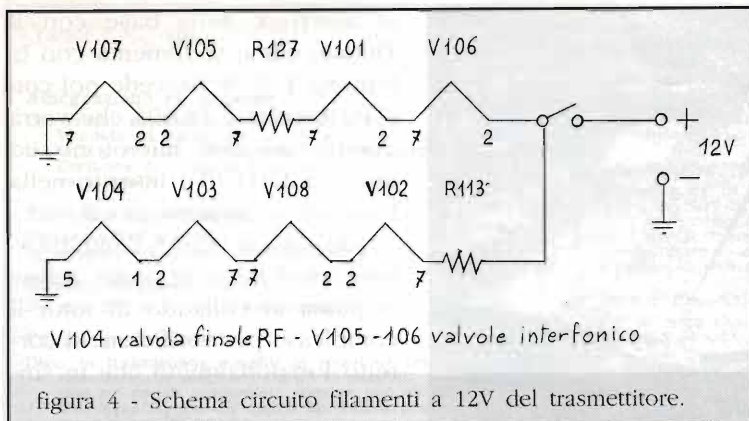 V107 V105 R127 V101 V106
7 2 2 7 7 2 7 2
+
12V
−
V104 V103 V108 V102 R113
5 1 2 7 7 2 2 7
V104 valvola finale RF - V105-106 valvole interfonico
figura 4 - Schema circuito filamenti a 12V del trasmettitore.